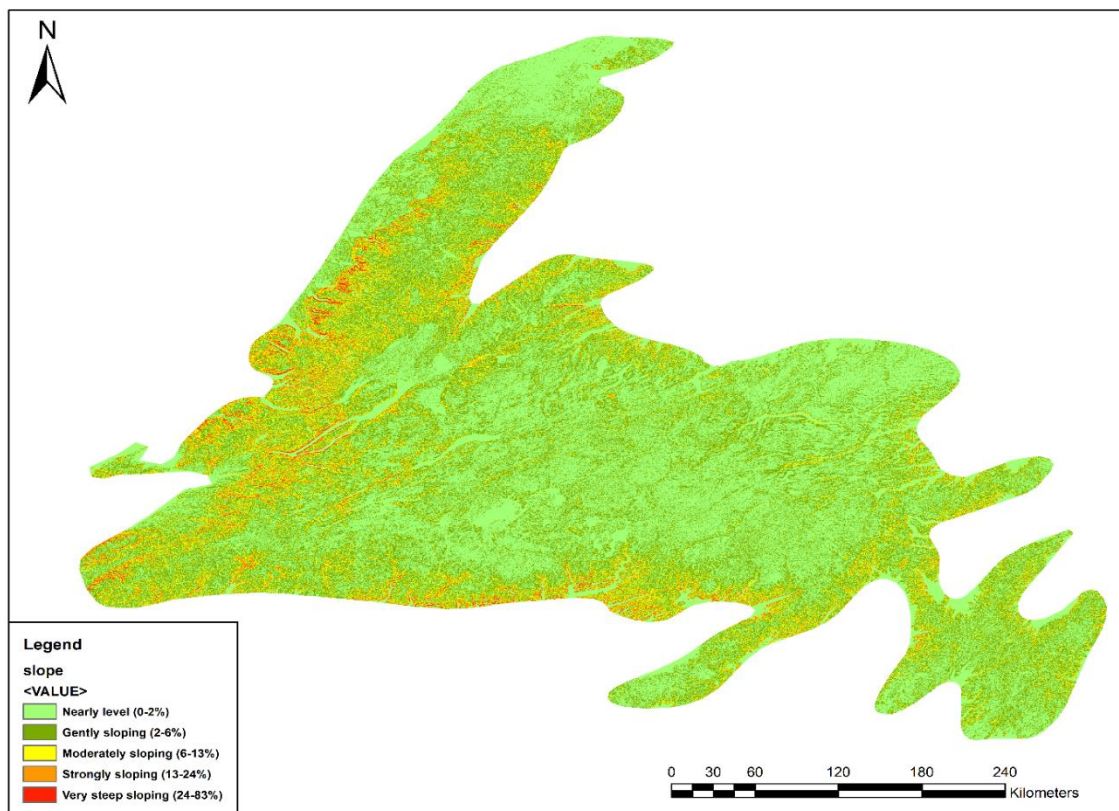 N
Legend
slope
<VALUE>
Nearly level (0-2%)
Gently sloping (2-6%)
Moderately sloping (6-13%)
Strongly sloping (13-24%)
Very steep sloping (24-83%)
0 30 60 120 180 240
Kilometers